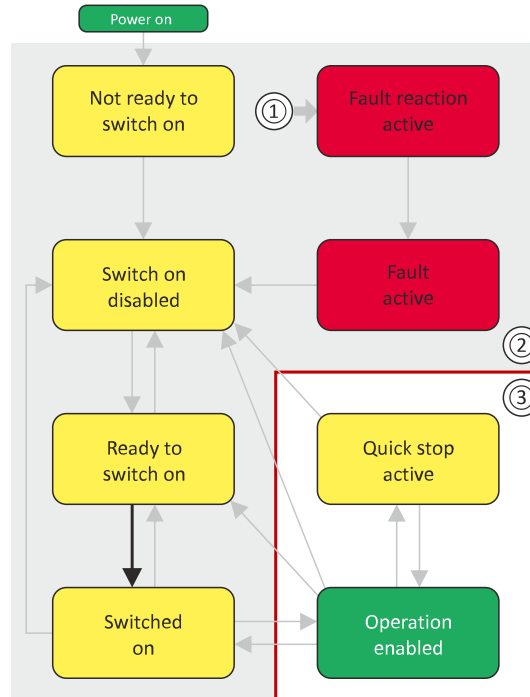 Power on
Not ready to
switch on
①
Fault reaction
active
Switch on
disabled
Fault
active
②
③
Ready to
switch on
Quick stop
active
Switched
on
Operation
enabled